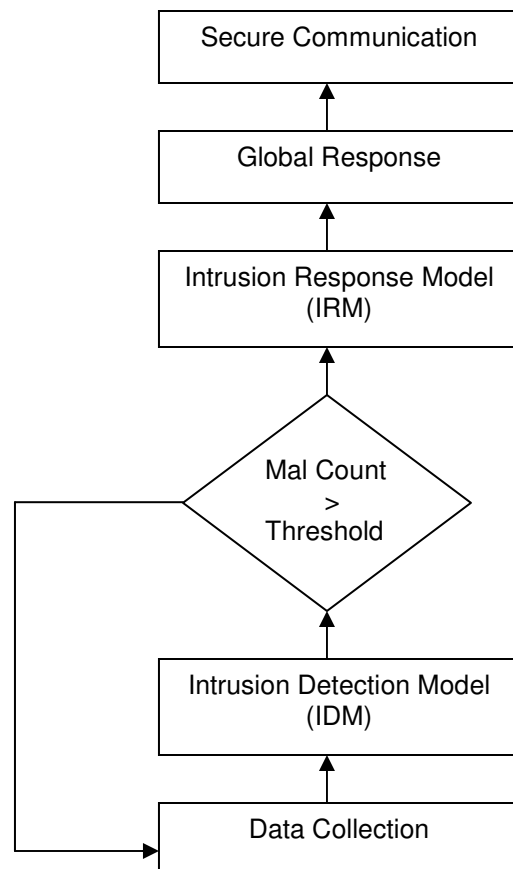 Secure Communication
Global Response
Intrusion Response Model
(IRM)
Mal Count
>
Threshold
Intrusion Detection Model
(IDM)
Data Collection